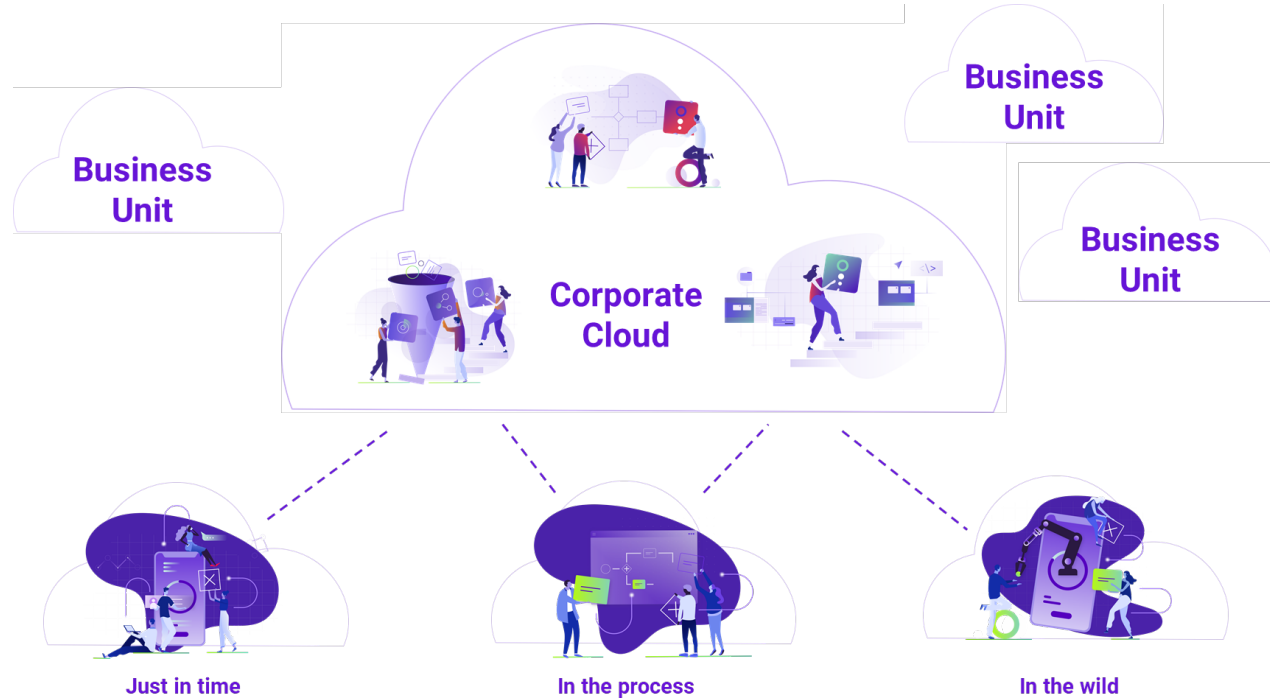 Business
Unit
Business
Unit
Business
Unit
Corporate
Cloud
</>
Just in time
In the process
In the wild